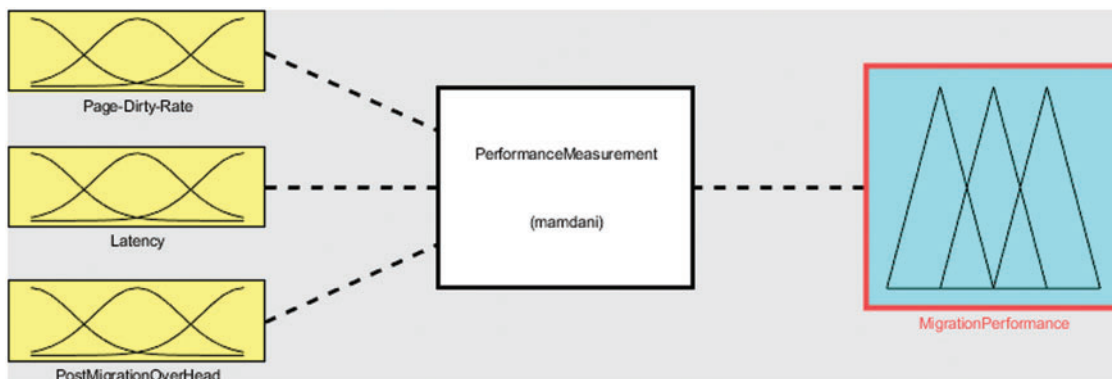 Page-Dirty-Rate
Latency
PostMigrationOverHead
PerformanceMeasurement
(mamdani)
MigrationPerformance